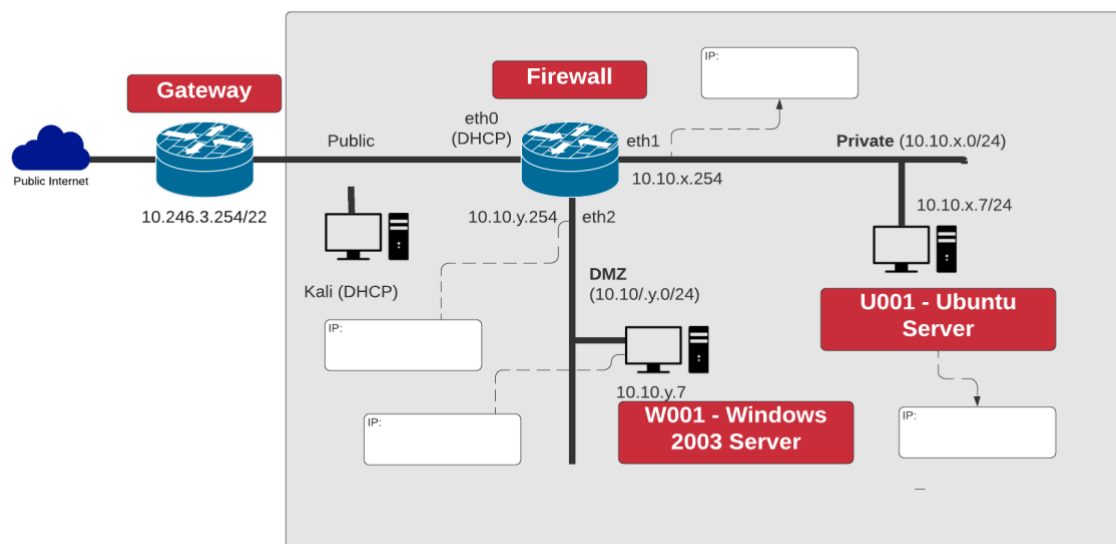 IP:
Firewall
Gateway
eth0
(DHCP)
Public
eth1
Private (10.10.x.0/24)
Public Internet
10.10.x.254
10.246.3.254/22
10.10.y.254
eth2
10.10.x.7/24
DMZ
(10.10/.y.0/24)
Kali (DHCP)
U001 - Ubuntu
Server
IP:
10.10.y.7
W001 - Windows
2003 Server
IP:
IP: